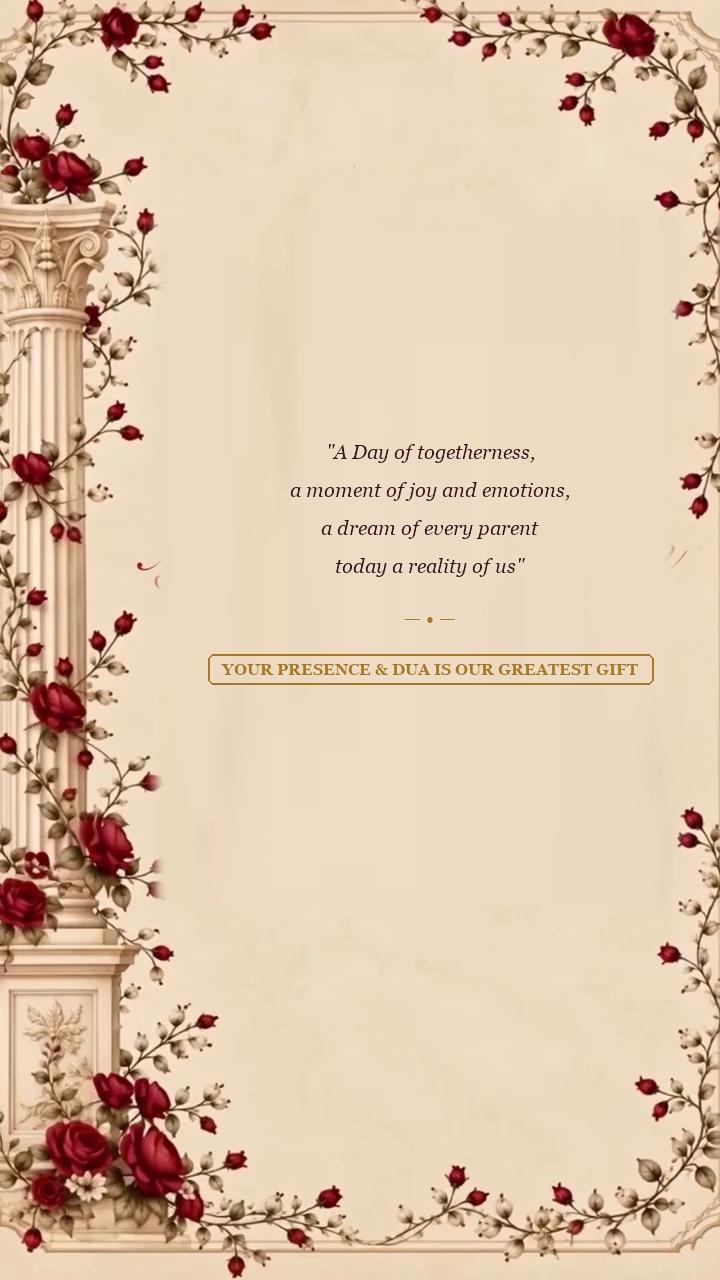 "A Day of togetherness,
a moment of joy and emotions,
a dream of every parent
today a reality of us"
YOUR PRESENCE & DUA IS OUR GREATEST GIFT